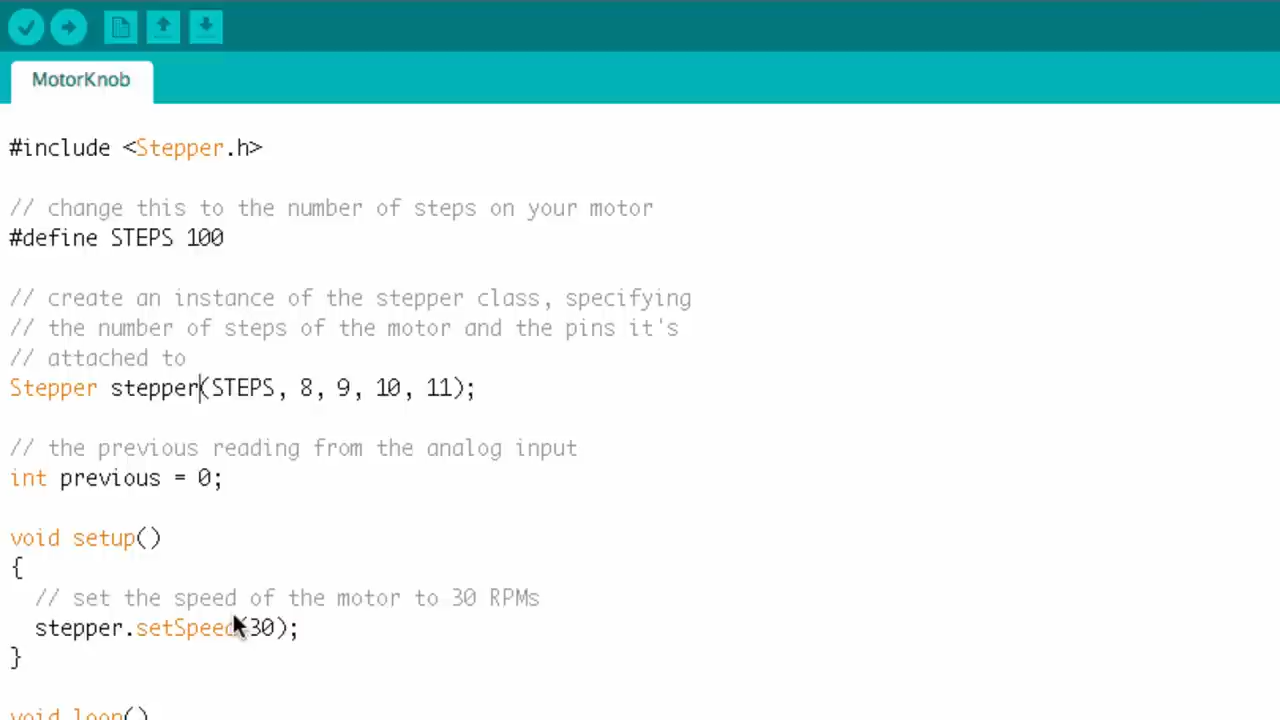 MotorKnob
#include <Stepper.h>
// change this to the number of steps on your motor
#define STEPS 100
// create an instance of the stepper class, specifying
// the number of steps of the motor and the pins it's
// attached to
Stepper stepper(STEPS, 8, 9, 10, 11);
// the previous reading from the analog input
int previous = 0;
void setup()
{
// set the speed of the motor to 30 RPMs
stepper.setSpeed(30);
}
void loop()